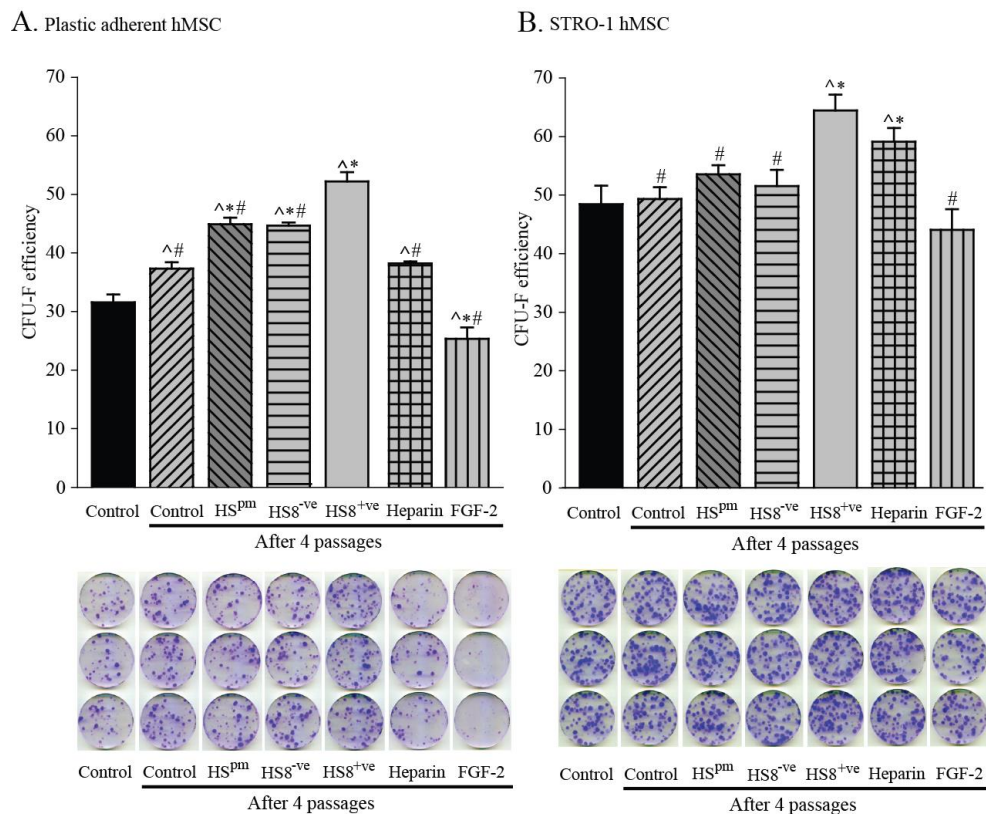 A. Plastic adherent hMSC
CFU-F efficiency
70
60
50
40
30
20
10
0
^#
^*#
^*#
^*
^#
^*#
Control Control HSpm HS8-ve HS8+ve Heparin FGF-2
After 4 passages
Control Control HSpm HS8-ve HS8+ve Heparin FGF-2
After 4 passages
B. STRO-1 hMSC
CFU-F efficiency
70
60
50
40
30
20
10
0
#
#
#
^*
^*
#
Control Control HSpm HS8-ve HS8+ve Heparin FGF-2
After 4 passages
Control Control HSpm HS8-ve HS8+ve Heparin FGF-2
After 4 passages